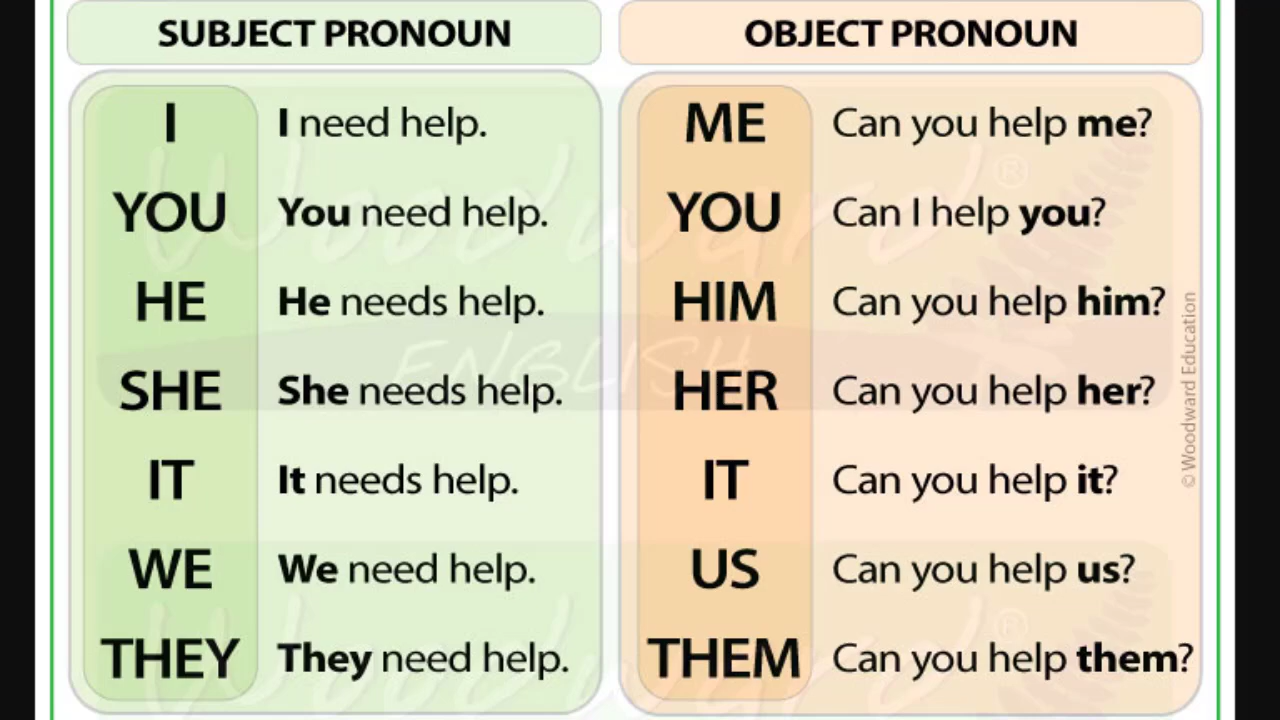 SUBJECT PRONOUN
OBJECT PRONOUN
I
I need help.
ME
Can you help me?
YOU
You need help.
YOU
Can I help you?
HE
He needs help.
HIM
Can you help him?
SHE
She needs help.
HER
Can you help her?
IT
It needs help.
IT
Can you help it?
WE
We need help.
US
Can you help us?
THEY
They need help.
THEM
Can you help them?
© Woodward Education
Woodward ®
ENGLISH
Woodward ®